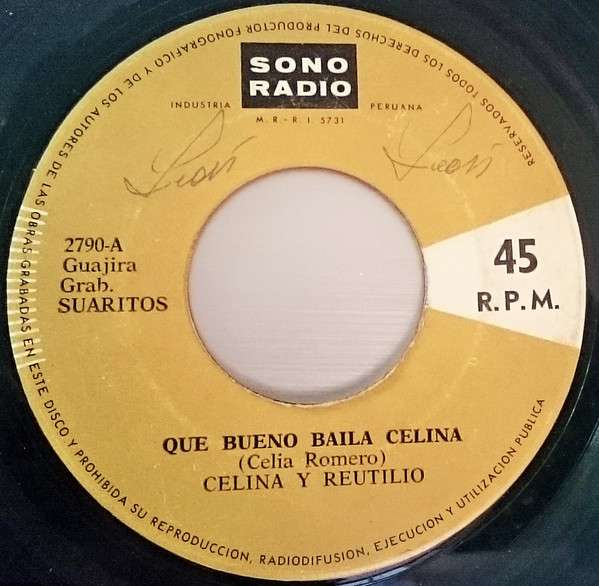 RESERVADOS TODOS LOS DERECHOS DEL PRODUCTOR FONOGRAFICO Y DE LOS AUTORES DE LAS OBRAS GRABADAS EN ESTE DISCO Y PROHIBIDA SU REPRODUCCION, RADIODIFUSION, EJECUCION Y UTILIZACION PUBLICA
SONO
RADIO
INDUSTRIA PERUANA
M. R. - R. I. 5731
2790-A
Guajira
Grab.
SUARITOS
45
R.P.M.
QUE BUENO BAILA CELINA
(Celia Romero)
CELINA Y REUTILIO